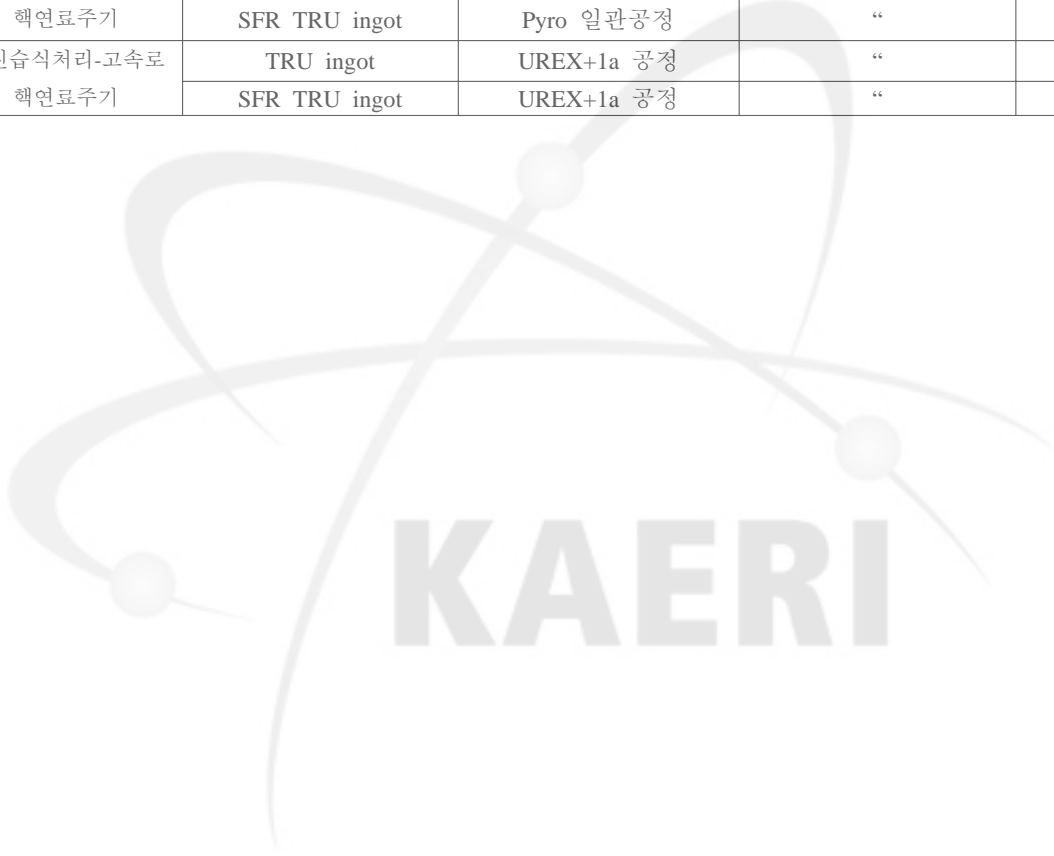 핵연료주기 SFR TRU ingot Pyro 일관공정 “
습식처리-고속로 TRU ingot UREX+1a 공정 “
핵연료주기 SFR TRU ingot UREX+1a 공정 “
KAERI